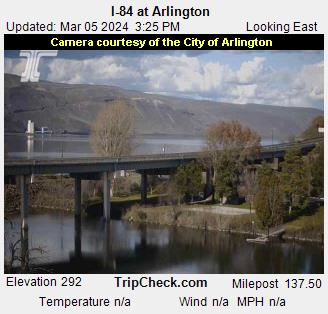 I-84 at Arlington
Updated: Mar 05 2024 3:25 PM Looking East
Camera courtesy of the City of Arlington
Elevation 292 TripCheck.com Milepost 137.50
Temperature n/a Wind n/a MPH n/a